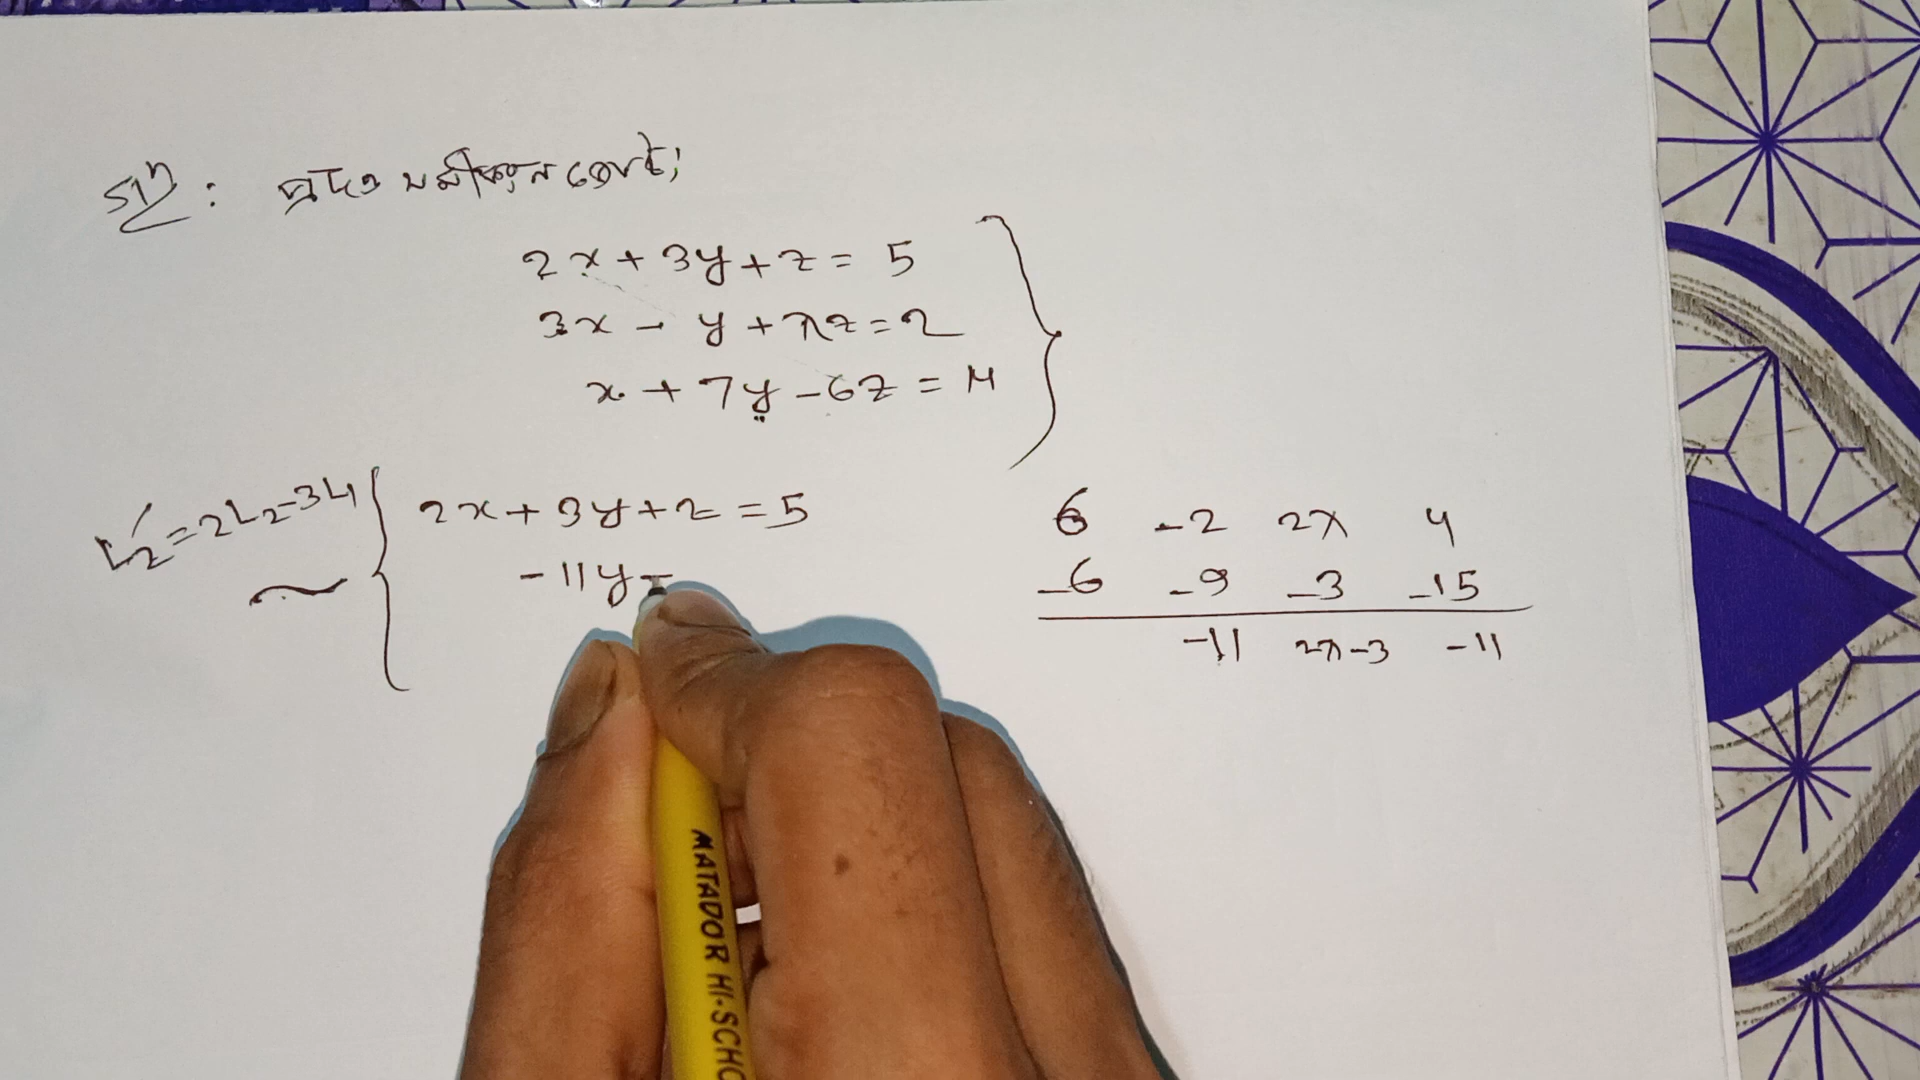 সমাধান: প্রদত্ত সমীকরণ জোট;
2x + 3y + z = 5
3x - y + λz = 2
x + 7y - 6z = μ
L₂′ = 2L₂ - 3L₁
2x + 3y + z = 5
-11y -
6 -2 2λ 4
-6 -9 -3 -15
-11 2λ-3 -11
MATADOR HI-SCHO